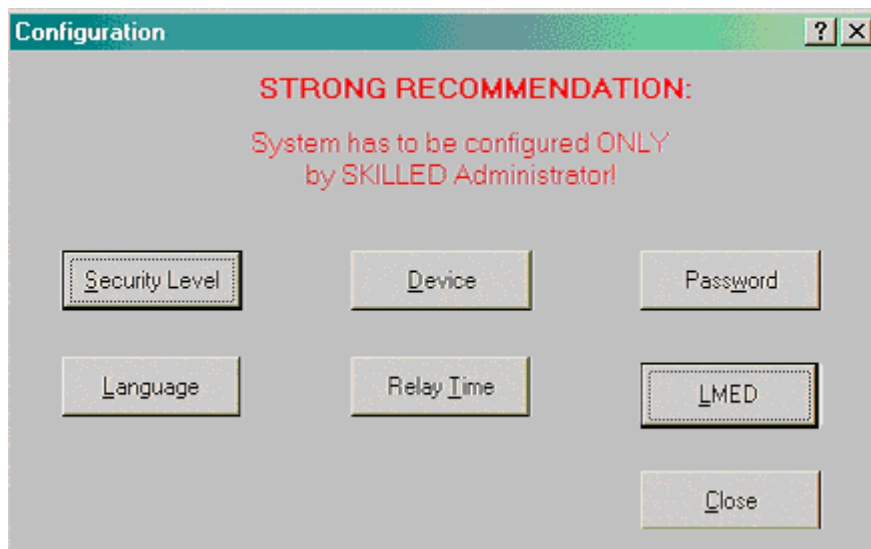 Configuration
STRONG RECOMMENDATION:
System has to be configured ONLY
by SKILLED Administrator!
Security Level
Device
Password
Language
Relay Time
LMED
Close